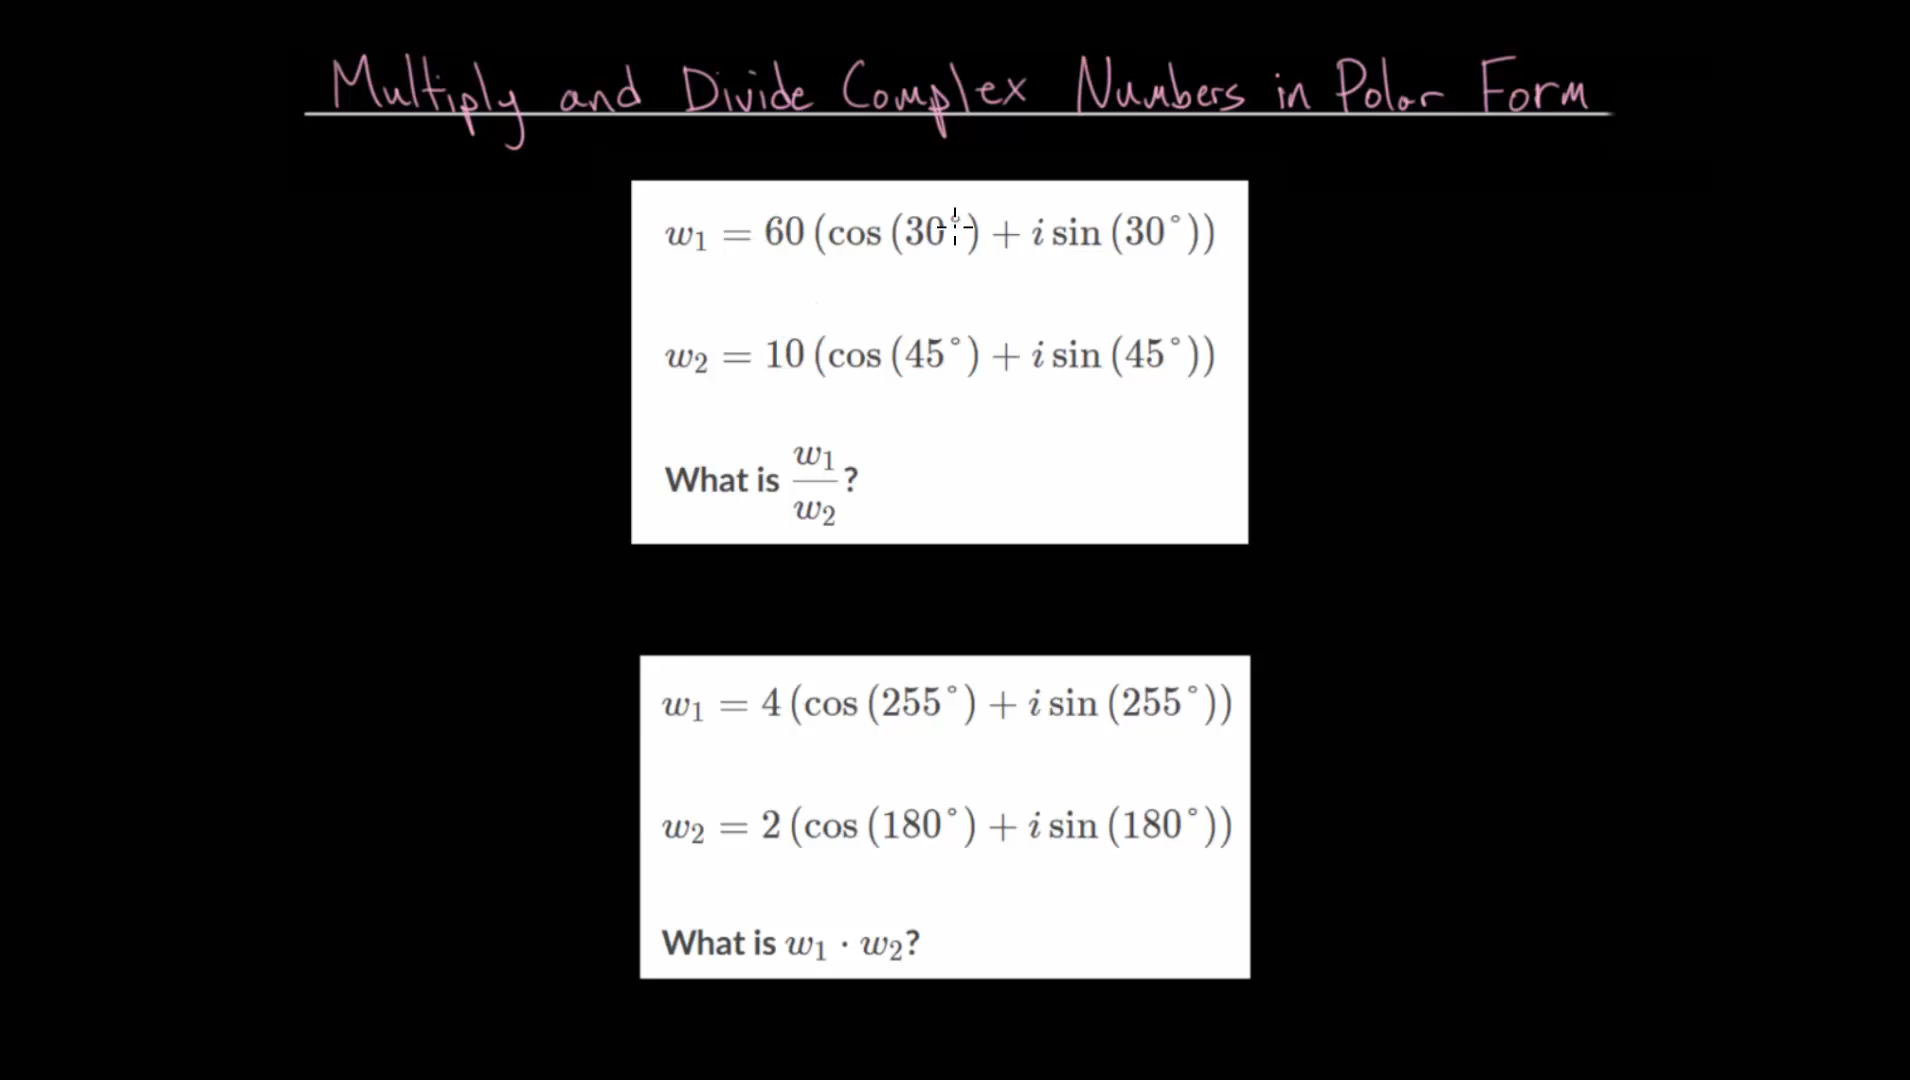 Multiply and Divide Complex Numbers in Polar Form
w₁ = 60 (cos (30°) + i sin (30°))
w₂ = 10 (cos (45°) + i sin (45°))
What is w₁/w₂?
w₁ = 4 (cos (255°) + i sin (255°))
w₂ = 2 (cos (180°) + i sin (180°))
What is w₁ · w₂?